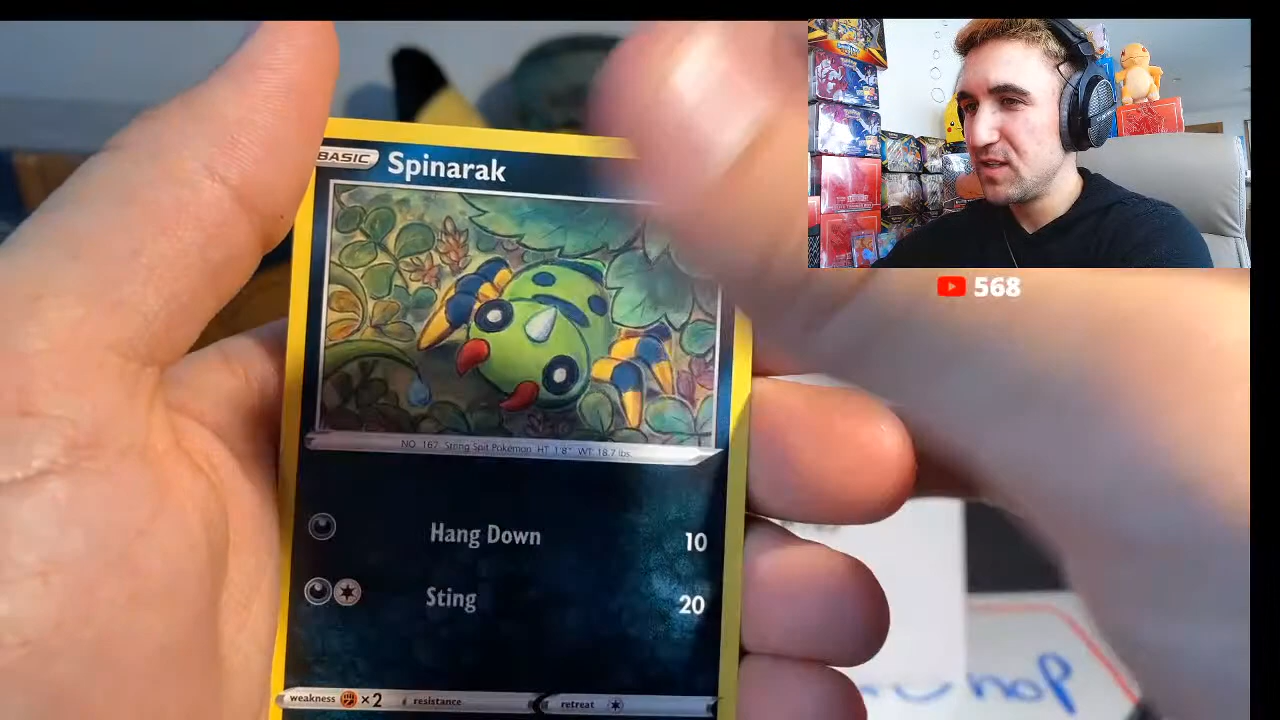 BASIC Spinarak
568
NO. 167 String Spit Pokémon HT 1'8" WT 18.7 lbs.
Hang Down 10
Sting 20
weakness ×2 resistance retreat